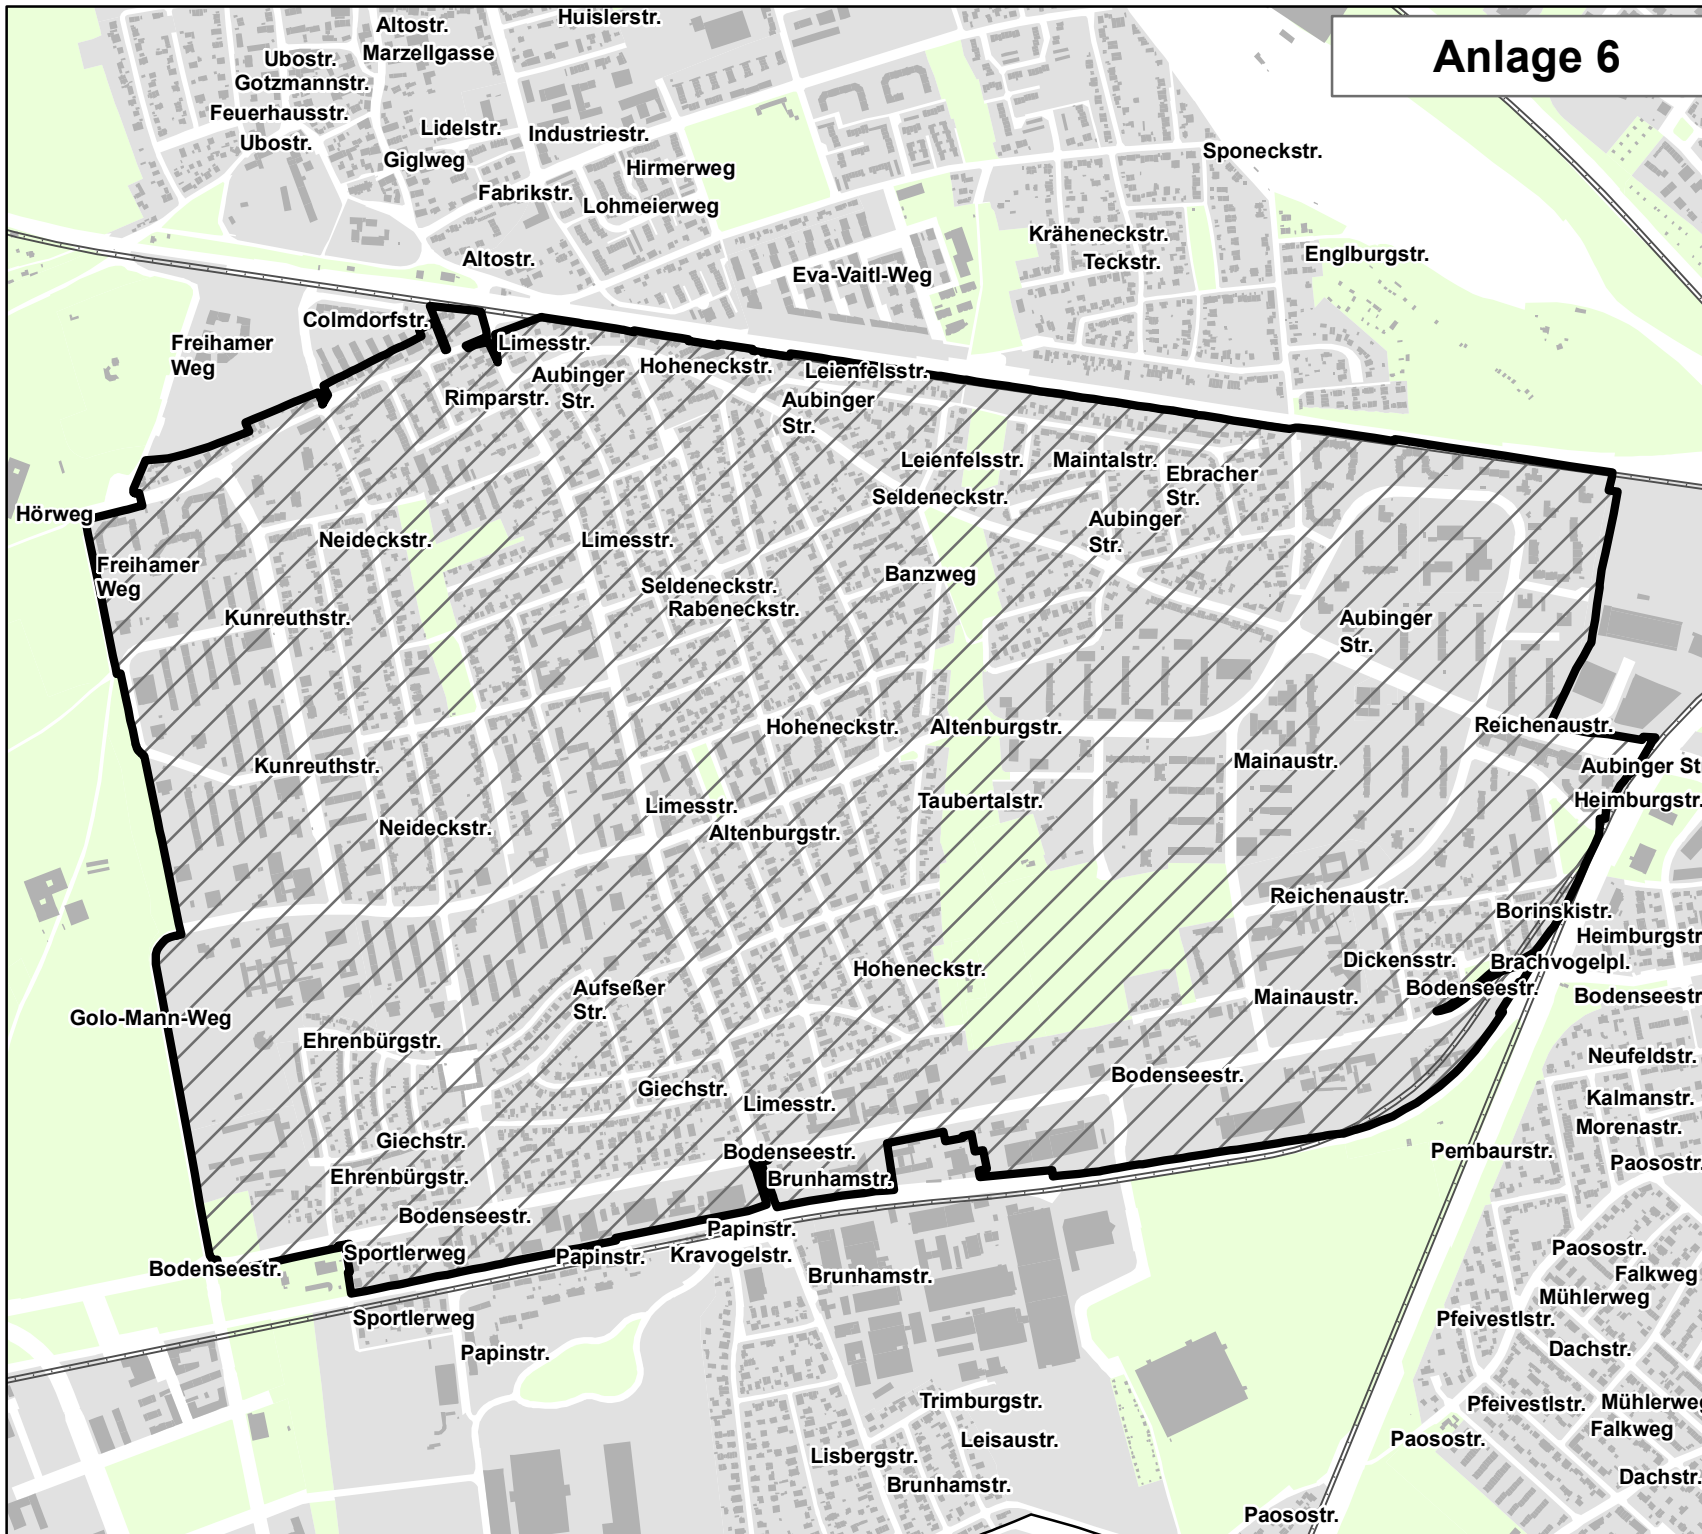 Anlage 6
Huislerstr.
Altostr.
Marzellgasse
Ubostr.
Gotzmannstr.
Feuerhausstr.
Ubostr.
Lidelstr.
Industriestr.
Giglweg
Hirmerweg
Fabrikstr.
Lohmeierweg
Sponeckstr.
Kräheneckstr.
Teckstr.
Englburgstr.
Altostr.
Eva-Vaitl-Weg
Colmdorfstr.
Freihamer
Weg
Limesstr.
Aubinger
Str.
Hoheneckstr.
Leienfelsstr.
Rimparstr.
Aubinger
Str.
Leienfelsstr.
Maintalstr.
Ebracher
Str.
Seldeneckstr.
Aubinger
Str.
Hörweg
Neideckstr.
Limesstr.
Freihamer
Weg
Seldeneckstr.
Rabeneckstr.
Banzweg
Kunreuthstr.
Aubinger
Str.
Hoheneckstr.
Altenburgstr.
Reichenaustr.
Kunreuthstr.
Mainaustr.
Aubinger St
Limesstr.
Taubertalstr.
Heimburgstr.
Neideckstr.
Altenburgstr.
Reichenaustr.
Borinskistr.
Heimburgstr
Hoheneckstr.
Dickensstr.
Brachvogelpl.
Aufseßer
Str.
Mainaustr.
Bodenseestr.
Bodenseestr
Golo-Mann-Weg
Ehrenbürgstr.
Neufeldstr.
Giechstr.
Limesstr.
Bodenseestr.
Kalmanstr.
Morenastr.
Giechstr.
Bodenseestr.
Pembaurstr.
Paosostr.
Ehrenbürgstr.
Brunhamstr.
Bodenseestr.
Papinstr.
Sportlerweg
Papinstr.
Kravogelstr.
Paosostr.
Bodenseestr.
Brunhamstr.
Falkweg
Mühlerweg
Sportlerweg
Pfeivestlstr.
Papinstr.
Dachstr.
Trimburgstr.
Pfeivestlstr.
Mühlerweg
Falkweg
Leisaustr.
Paosostr.
Lisbergstr.
Brunhamstr.
Dachstr.
Paosostr.